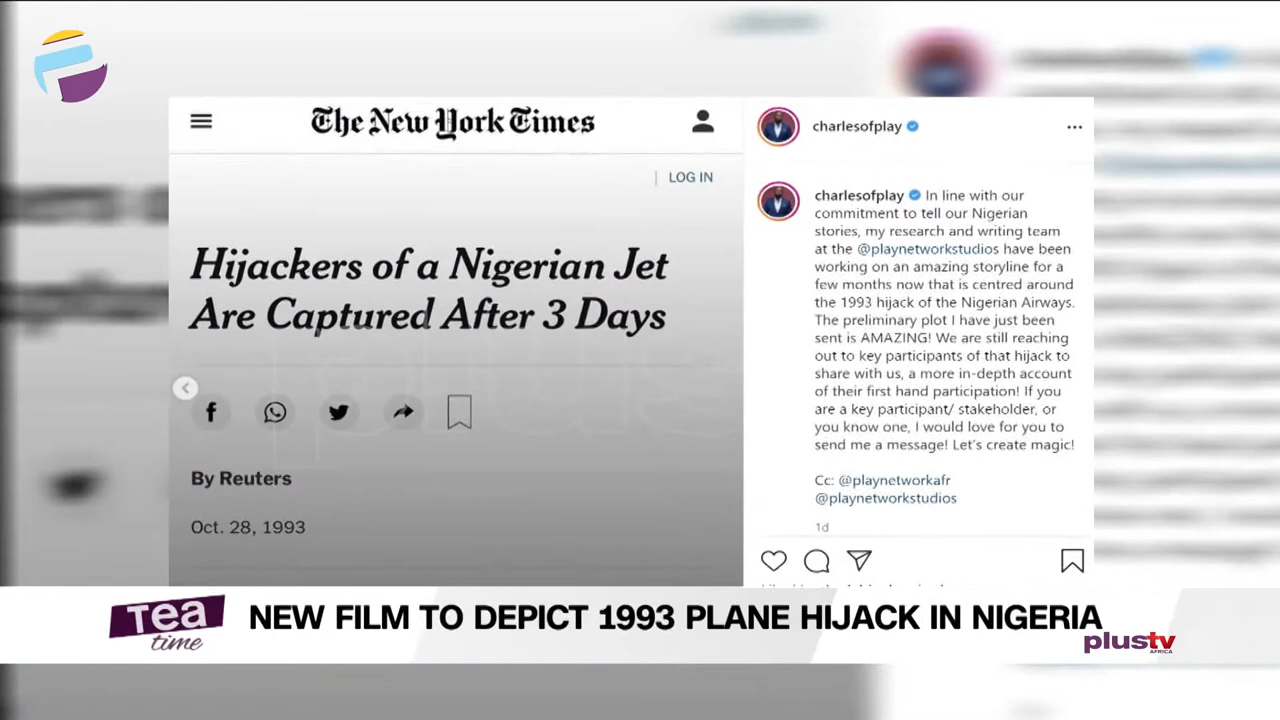 The New York Times
LOG IN
Hijackers of a Nigerian Jet
Are Captured After 3 Days
By Reuters
Oct. 28, 1993
charlesofplay
charlesofplay In line with our
commitment to tell our Nigerian
stories, my research and writing team
at the @playnetworkstudios have been
working on an amazing storyline for a
few months now that is centred around
the 1993 hijack of the Nigerian Airways.
The preliminary plot I have just been
sent is AMAZING! We are still reaching
out to key participants of that hijack to
share with us, a more in-depth account
of their first hand participation! If you
are a key participant/ stakeholder, or
you know one, I would love for you to
send me a message! Let's create magic!
Cc: @playnetworkafr
@playnetworkstudios
1d
Tea
time
NEW FILM TO DEPICT 1993 PLANE HIJACK IN NIGERIA
plustv
AFRICA